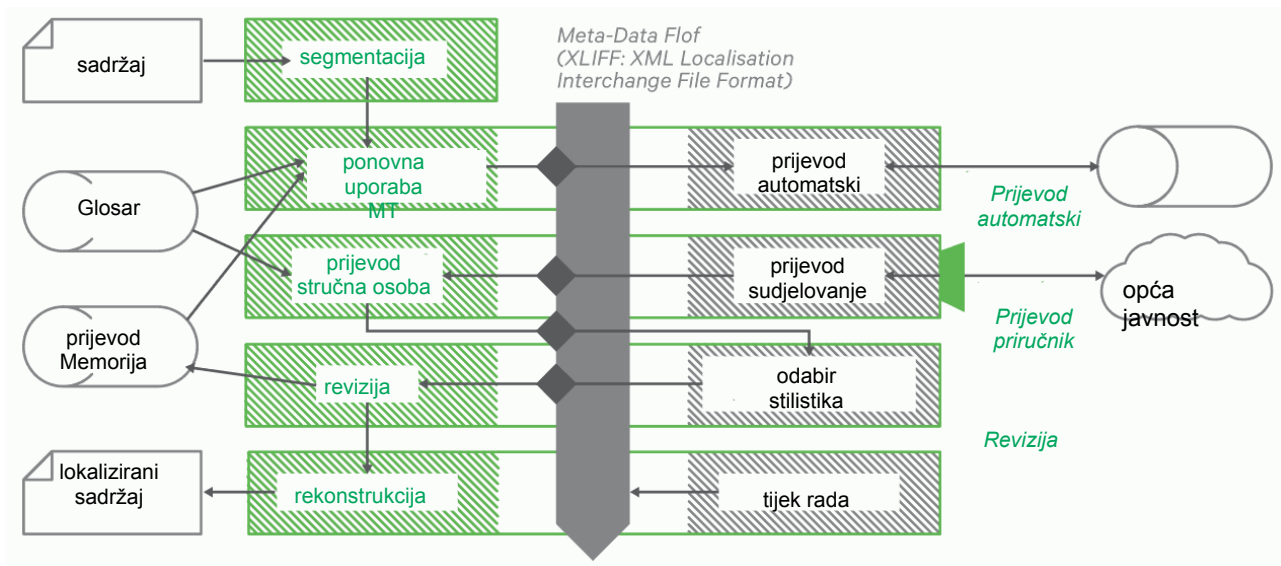 sadržaj
segmentacija
Meta-Data Flof
(XLIFF: XML Localisation
Interchange File Format)
Glosar
ponovna
uporaba
MT
prijevod
automatski
Prijevod
automatski
prijevod
stručna osoba
prijevod
sudjelovanje
opća
javnost
Prijevod
priručnik
prijevod
Memorija
revizija
odabir
stilistika
Revizija
lokalizirani
sadržaj
rekonstrukcija
tijek rada